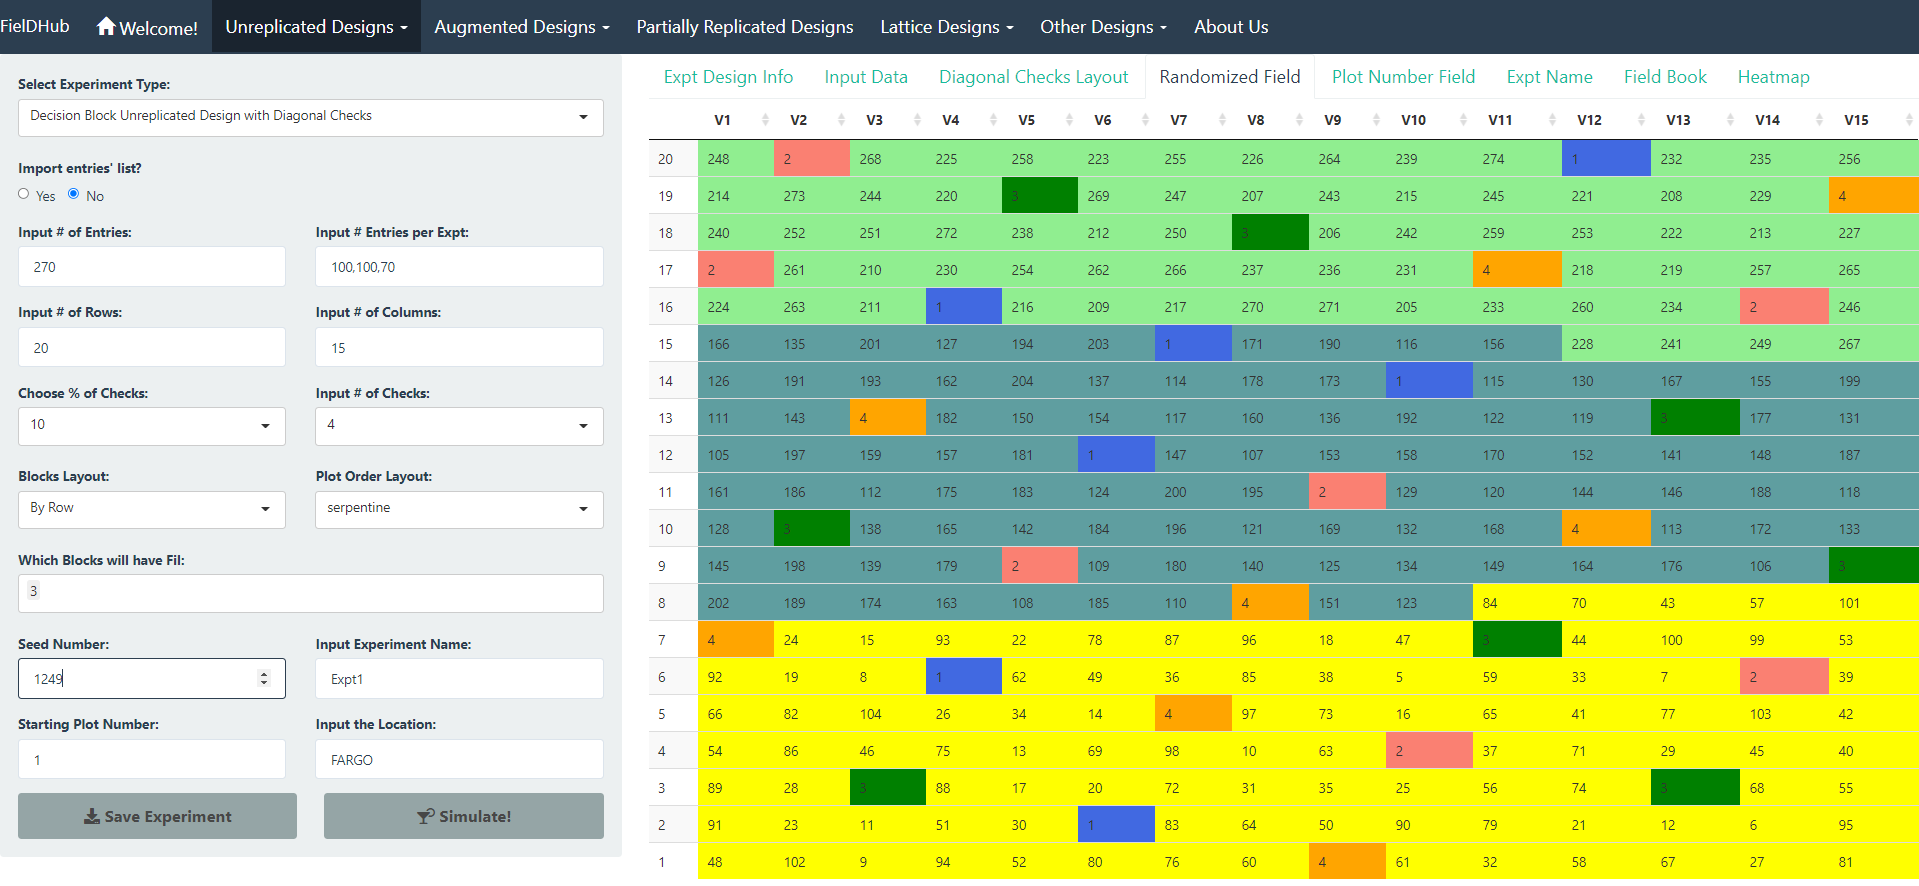 FielDHub Welcome! Unreplicated Designs Augmented Designs Partially Replicated Designs Lattice Designs Other Designs About Us
Select Experiment Type:
Decision Block Unreplicated Design with Diagonal Checks
Import entries' list?
Yes No
Input # of Entries: Input # Entries per Expt:
270 100,100,70
Input # of Rows: Input # of Columns:
20 15
Choose % of Checks: Input # of Checks:
10 4
Blocks Layout: Plot Order Layout:
By Row serpentine
Which Blocks will have Fil:
3
Seed Number: Input Experiment Name:
1249 Expt1
Starting Plot Number: Input the Location:
1 FARGO
Save Experiment Simulate!
Expt Design Info Input Data Diagonal Checks Layout Randomized Field Plot Number Field Expt Name Field Book Heatmap
V1 V2 V3 V4 V5 V6 V7 V8 V9 V10 V11 V12 V13 V14 V15
20 248 2 268 225 258 223 255 226 264 239 274 1 232 235 256
19 214 273 244 220 3 269 247 207 243 215 245 221 208 229 4
18 240 252 251 272 238 212 250 3 206 242 259 253 222 213 227
17 2 261 210 230 254 262 266 237 236 231 4 218 219 257 265
16 224 263 211 1 216 209 217 270 271 205 233 260 234 2 246
15 166 135 201 127 194 203 1 171 190 116 156 228 241 249 267
14 126 191 193 162 204 137 114 178 173 1 115 130 167 155 199
13 111 143 4 182 150 154 117 160 136 192 122 119 3 177 131
12 105 197 159 157 181 1 147 107 153 158 170 152 141 148 187
11 161 186 112 175 183 124 200 195 2 129 120 144 146 188 118
10 128 3 138 165 142 184 196 121 169 132 168 4 113 172 133
9 145 198 139 179 2 109 180 140 125 134 149 164 176 106 3
8 202 189 174 163 108 185 110 4 151 123 84 70 43 57 101
7 4 24 15 93 22 78 87 96 18 47 3 44 100 99 53
6 92 19 8 1 62 49 36 85 38 5 59 33 7 2 39
5 66 82 104 26 34 14 4 97 73 16 65 41 77 103 42
4 54 86 46 75 13 69 98 10 63 2 37 71 29 45 40
3 89 28 3 88 17 20 72 31 35 25 56 74 3 68 55
2 91 23 11 51 30 1 83 64 50 90 79 21 12 6 95
1 48 102 9 94 52 80 76 60 4 61 32 58 67 27 81